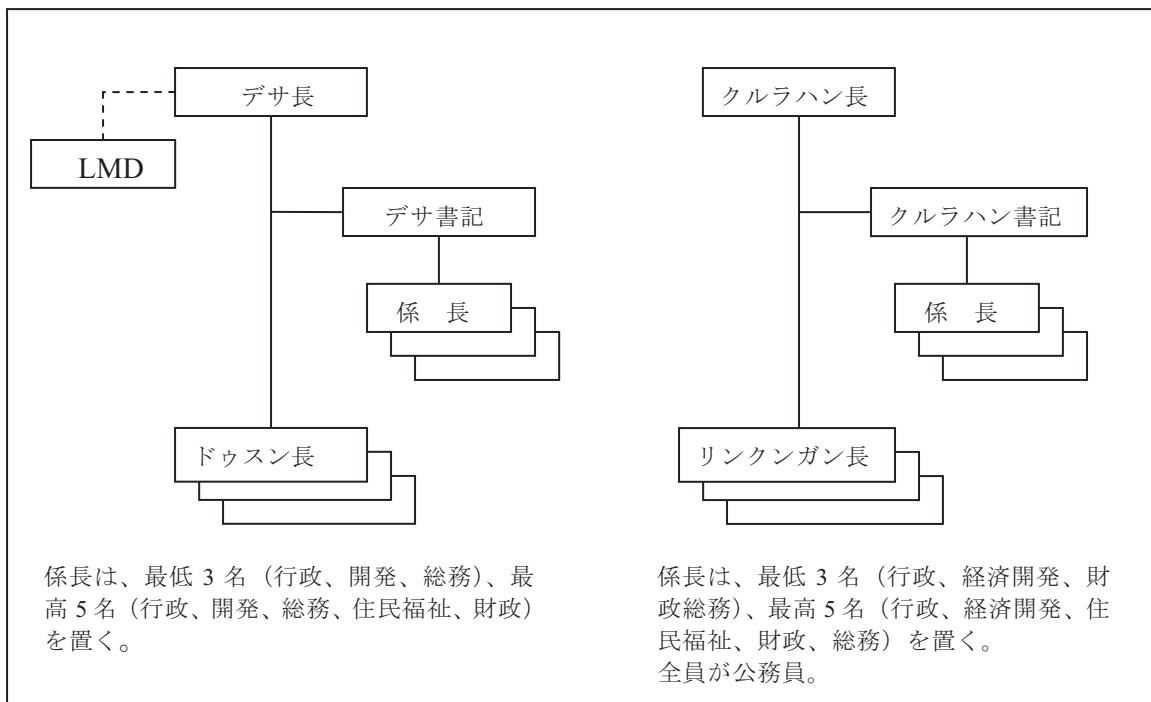 デサ長
LMD
デサ書記
係　長
ドゥスン長
係長は、最低 3 名（行政、開発、総務）、最
高 5 名（行政、開発、総務、住民福祉、財政）
を置く。
クルラハン長
クルラハン書記
係　長
リンクンガン長
係長は、最低 3 名（行政、経済開発、財
政総務）、最高 5 名（行政、経済開発、住
民福祉、財政、総務）を置く。
全員が公務員。